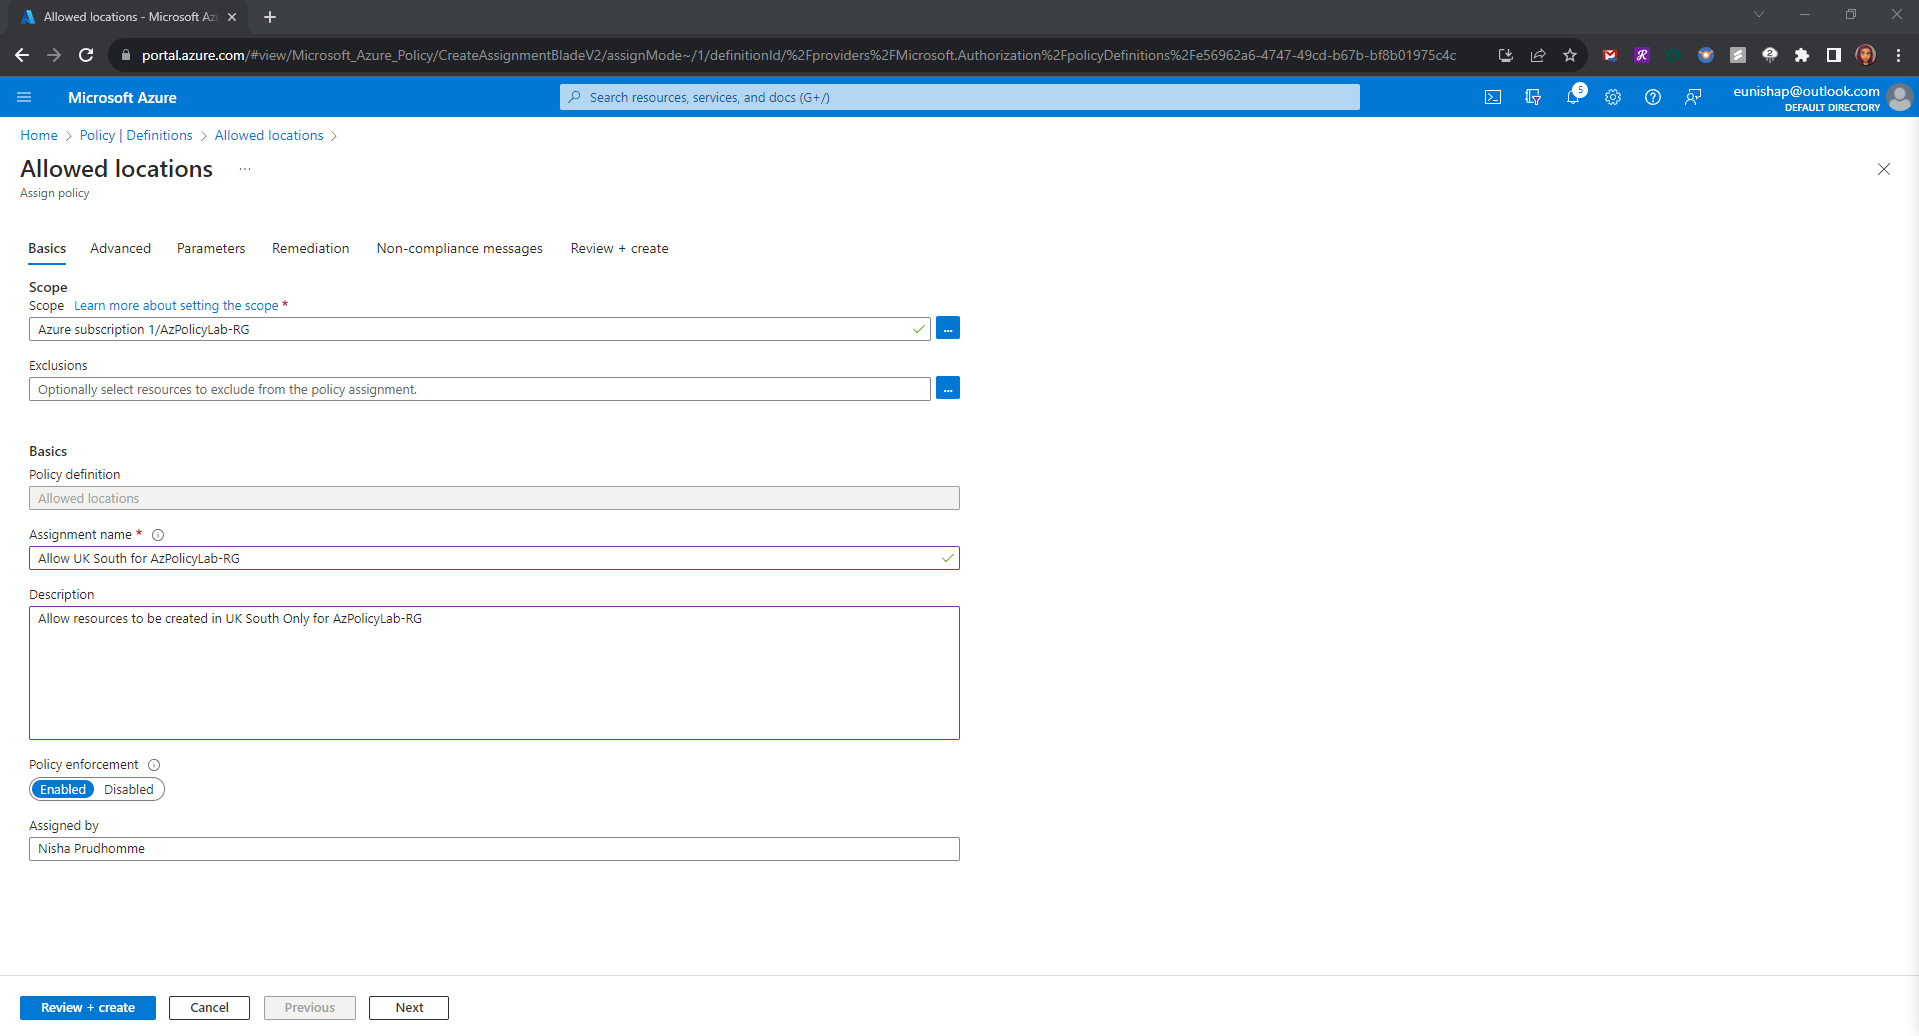 Allowed locations - Microsoft Az
portal.azure.com/#view/Microsoft_Azure_Policy/CreateAssignmentBladeV2/assignMode~/1/definitionId/%2Fproviders%2FMicrosoft.Authorization%2FpolicyDefinitions%2Fe56962a6-4747-49cd-b67b-bf8b01975c4c
Microsoft Azure
Search resources, services, and docs (G+/)
5
eunishap@outlook.com
DEFAULT DIRECTORY
Home > Policy | Definitions > Allowed locations >
Allowed locations ...
Assign policy
Basics Advanced Parameters Remediation Non-compliance messages Review + create
Scope
Scope Learn more about setting the scope *
Azure subscription 1/AzPolicyLab-RG
...
Exclusions
Optionally select resources to exclude from the policy assignment.
...
Basics
Policy definition
Allowed locations
Assignment name *
Allow UK South for AzPolicyLab-RG
Description
Allow resources to be created in UK South Only for AzPolicyLab-RG
Policy enforcement
Enabled Disabled
Assigned by
Nisha Prudhomme
Review + create Cancel Previous Next